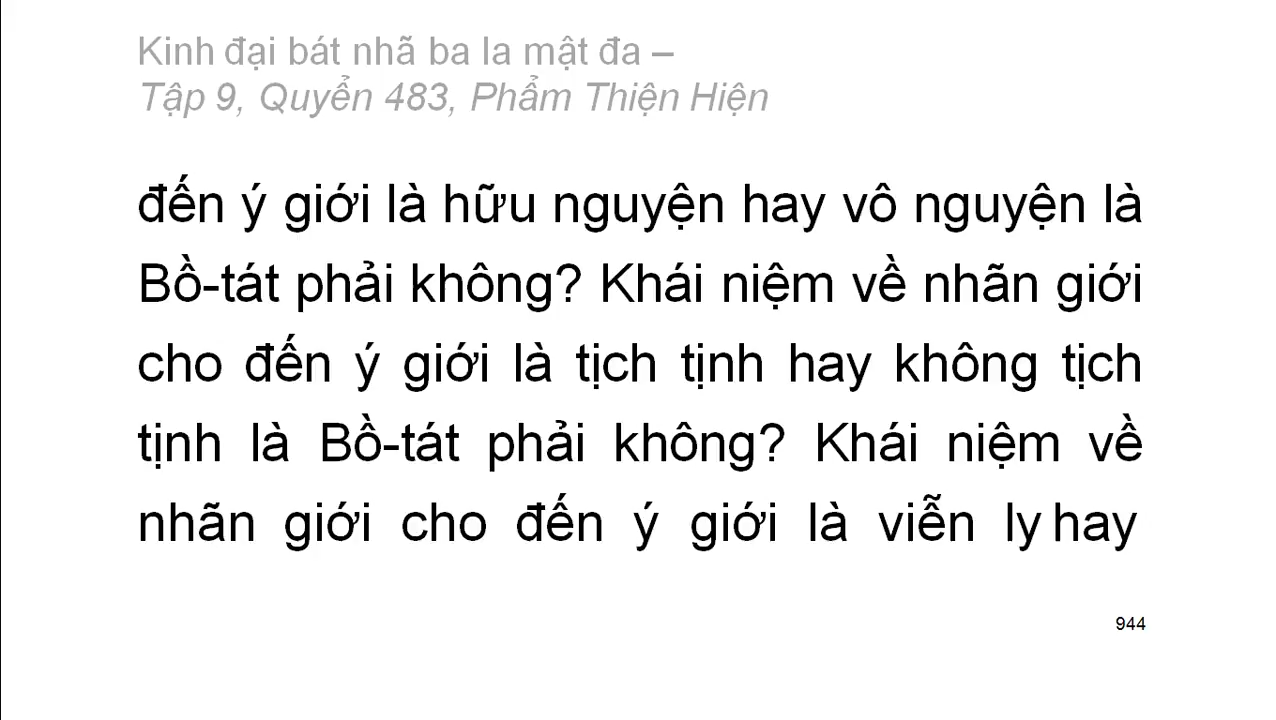 Kinh đại bát nhã ba la mật đa –
Tập 9, Quyển 483, Phẩm Thiện Hiện
đến ý giới là hữu nguyện hay vô nguyện là
Bồ-tát phải không? Khái niệm về nhãn giới
cho đến ý giới là tịch tịnh hay không tịch
tịnh là Bồ-tát phải không? Khái niệm về
nhãn giới cho đến ý giới là viễn ly hay
944